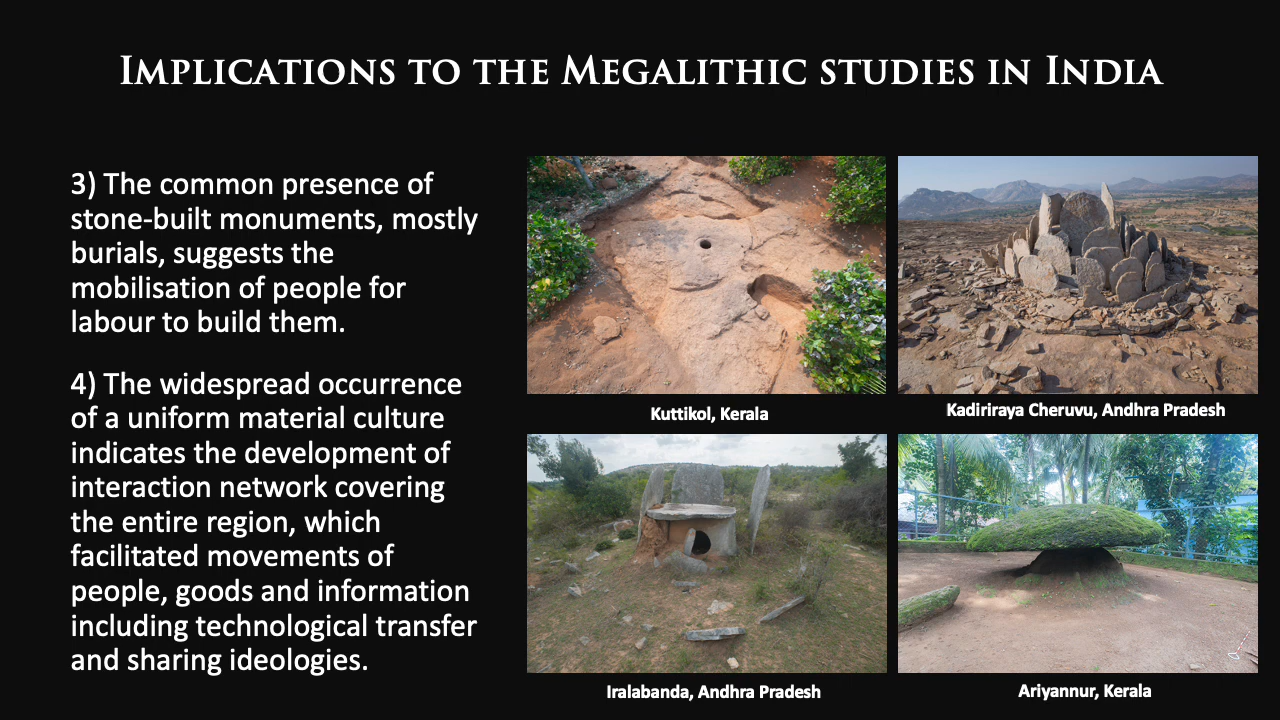 Implications to the Megalithic studies in India
3) The common presence of
stone-built monuments, mostly
burials, suggests the
mobilisation of people for
labour to build them.
4) The widespread occurrence
of a uniform material culture
indicates the development of
interaction network covering
the entire region, which
facilitated movements of
people, goods and information
including technological transfer
and sharing ideologies.
Kuttikol, Kerala
Kadiriraya Cheruvu, Andhra Pradesh
Iralabanda, Andhra Pradesh
Ariyannur, Kerala